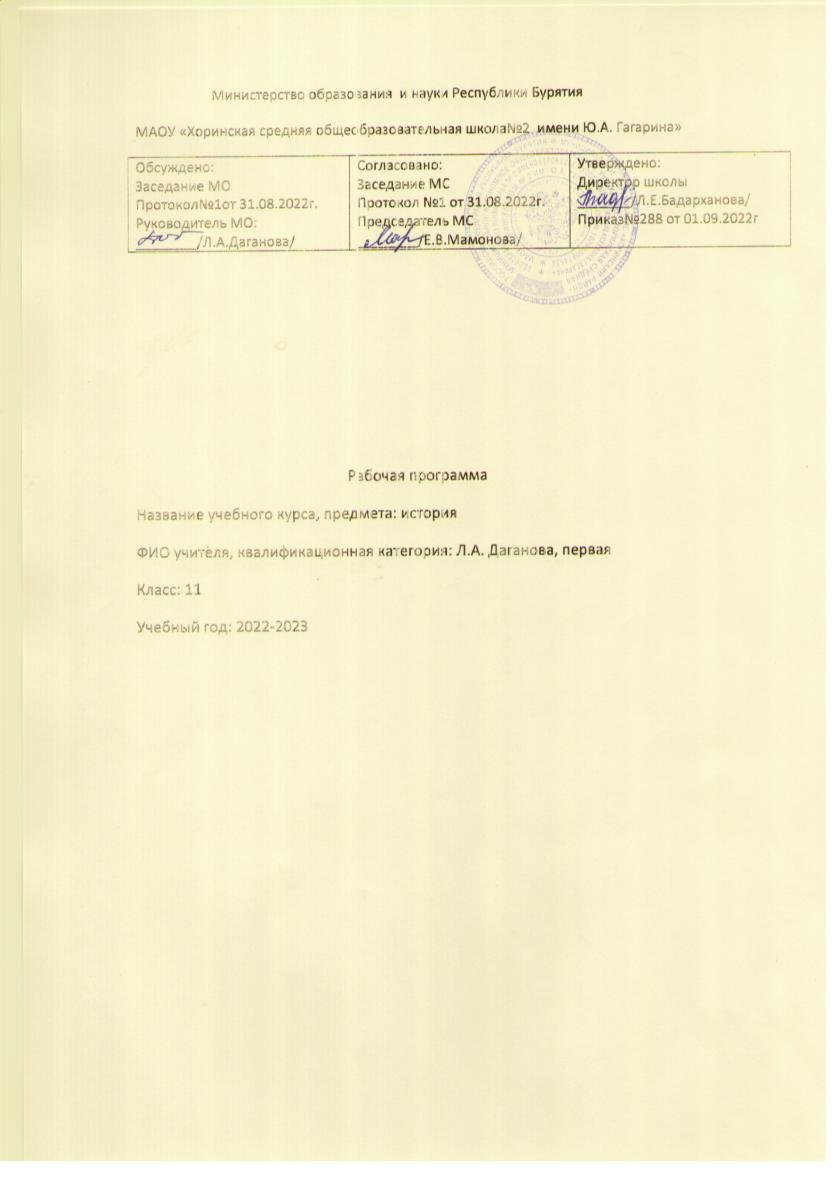 Министерство образования и науки Республики Бурятия
МАОУ «Хоринская средняя общеобразовательная школа№2 имени Ю.А. Гагарина»
Обсуждено:
Заседание МО
Протокол№1от 31.08.2022г.
Руководитель МО:
/Л.А.Даганова/
Согласовано:
Заседание МС
Протокол №1 от 31.08.2022г.
Председатель МС
/Е.В.Мамонова/
Утверждено:
Директор школы
/Л.Е.Бадарханова/
Приказ№288 от 01.09.2022г
Рабочая программа
Название учебного курса, предмета: история
ФИО учителя, квалификационная категория: Л.А. Даганова, первая
Класс: 11
Учебный год: 2022-2023